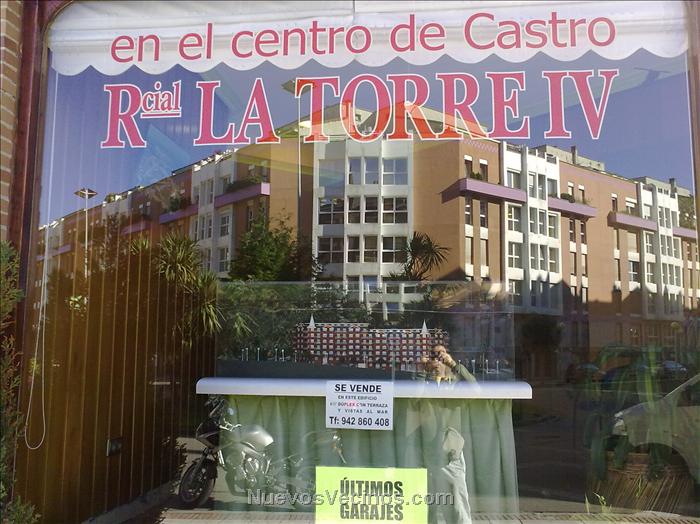 en el centro de Castro
Rcial LA TORRE IV
SE VENDE
EN ESTE EDIFICIO
DUPLEX CON TERRAZA
Y VISTAS AL MAR
Tf: 942 860 408
ÚLTIMOS
GARAJES
NuevosVecinos.com